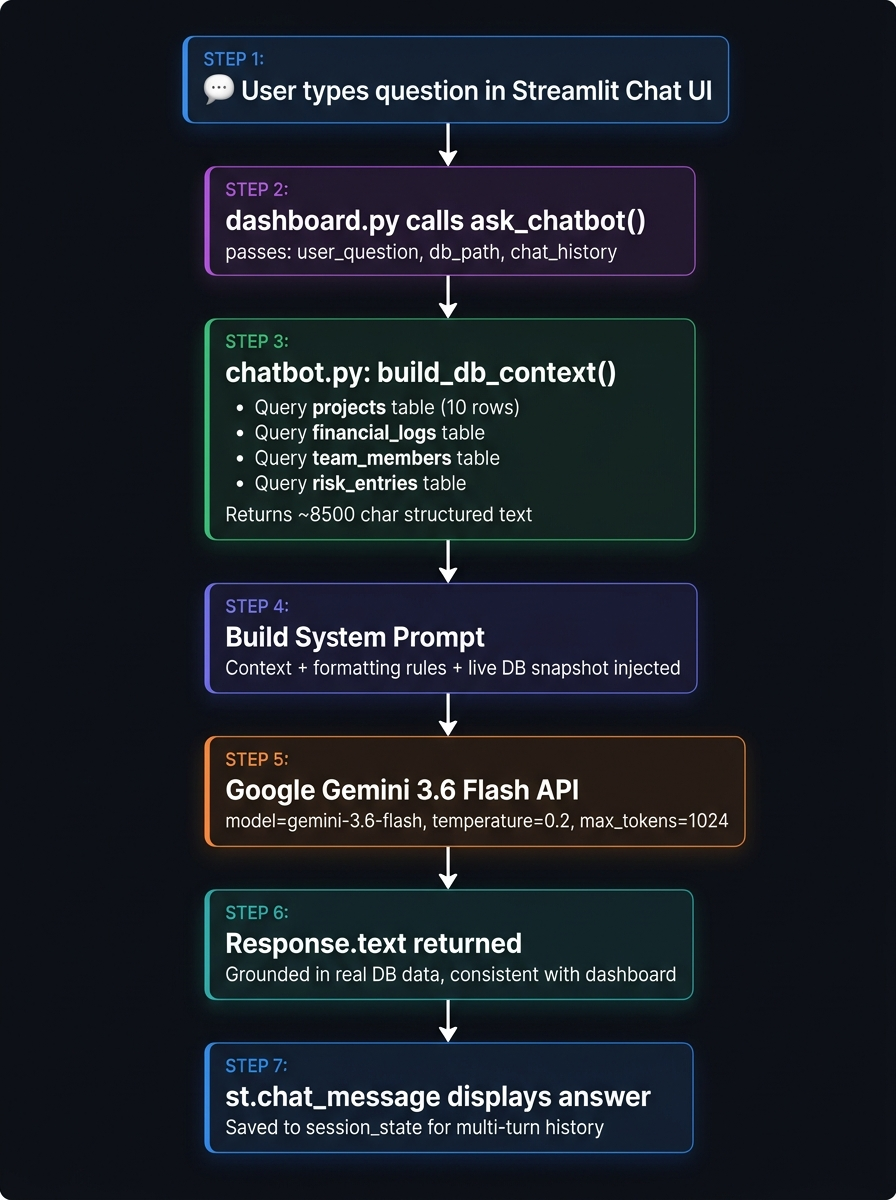 STEP 1:
💬 User types question in Streamlit Chat UI
STEP 2:
dashboard.py calls ask_chatbot()
passes: user_question, db_path, chat_history
STEP 3:
chatbot.py: build_db_context()
• Query projects table (10 rows)
• Query financial_logs table
• Query team_members table
• Query risk_entries table
Returns ~8500 char structured text
STEP 4:
Build System Prompt
Context + formatting rules + live DB snapshot injected
STEP 5:
Google Gemini 3.6 Flash API
model=gemini-3.6-flash, temperature=0.2, max_tokens=1024
STEP 6:
Response.text returned
Grounded in real DB data, consistent with dashboard
STEP 7:
st.chat_message displays answer
Saved to session_state for multi-turn history